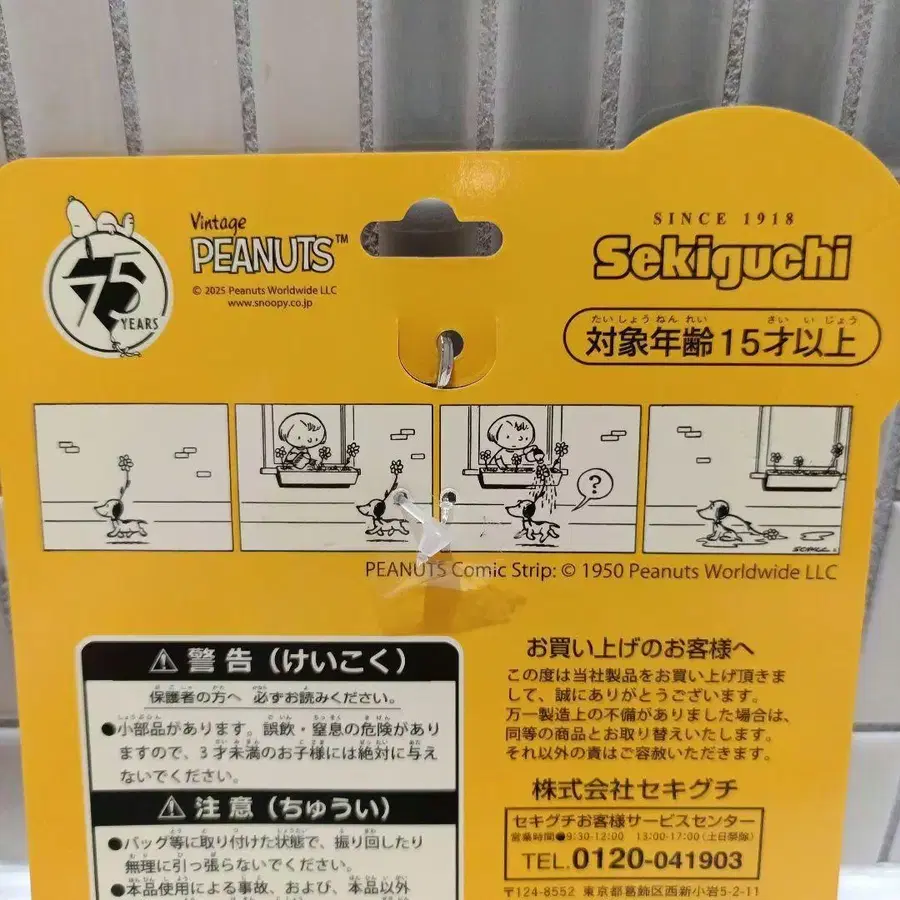 75
YEARS
Vintage
PEANUTS™
© 2025 Peanuts Worldwide LLC
www.snoopy.co.jp
SINCE 1918
Sekiguchi
たいしょうねんれい さいいじょう
対象年齢15才以上
?
SCHULZ
PEANUTS Comic Strip: © 1950 Peanuts Worldwide LLC
⚠警告(けいこく)
保護者の方へ 必ずお読みください。
●小部品があります。誤飲・窒息の危険があり
ますので、3才未満のお子様には絶対に与え
ないでください。
⚠注意(ちゅうい)
●バッグ等に取り付けた状態で、振り回したり
無理に引っ張らないでください。
●本品使用による事故、および、本品以外
お買い上げのお客様へ
この度は当社製品をお買い上げ頂きま
して、誠にありがとうございます。
万一製造上の不備がありました場合は、
同等の商品とお取り替えいたします。
それ以外の責はご容赦いただきます。
株式会社セキグチ
セキグチお客様サービスセンター
営業時間●9:30-12:00 13:00-17:00(土日祭除)
TEL.0120-041903
〒124-8552 東京都葛飾区西新小岩5-2-11